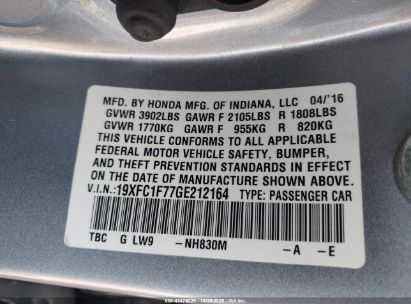 MFD. BY HONDA MFG. OF INDIANA, LLC 04/'16
GVWR 3902LBS GAWR F 2105LBS R 1808LBS
GVWR 1770KG GAWR F 955KG R 820KG
THIS VEHICLE CONFORMS TO ALL APPLICABLE
FEDERAL MOTOR VEHICLE SAFETY, BUMPER,
AND THEFT PREVENTION STANDARDS IN EFFECT
ON THE DATE OF MANUFACTURE SHOWN ABOVE.
V.I.N.: 19XFC1F77GE212164 TYPE: PASSENGER CAR
TBC G LW9 -NH830M -A -E